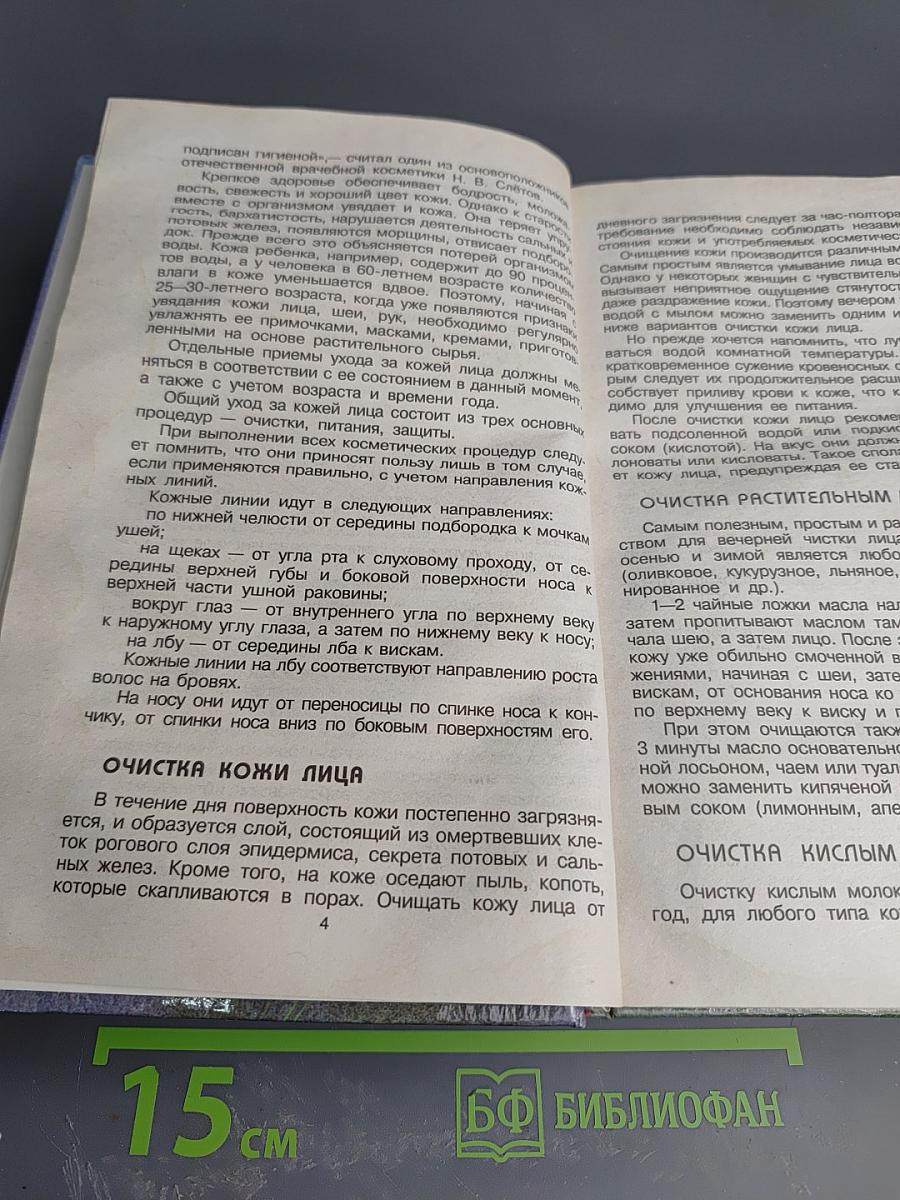 подписан гигиеной»,— считал один из основоположников
отечественной врачебной косметики Н. В. Слётов.
Крепкое здоровье обеспечивает бодрость, моложа-
вость, свежесть и хороший цвет кожи. Однако к старости
вместе с организмом увядает и кожа. Она теряет упру-
гость, бархатистость, нарушается деятельность сальных и
потовых желез, появляются морщины, отвисает подборо-
док. Прежде всего это объясняется потерей организмом
воды. Кожа ребенка, например, содержит до 90 процен-
тов воды, а у человека в 60-летнем возрасте количество
влаги в коже уменьшается вдвое. Поэтому, начиная с
25—30-летнего возраста, когда уже появляются признаки
увядания кожи лица, шеи, рук, необходимо регулярно
увлажнять ее примочками, масками, кремами, приготов-
ленными на основе растительного сырья.
Отдельные приемы ухода за кожей лица должны ме-
няться в соответствии с ее состоянием в данный момент,
а также с учетом возраста и времени года.
Общий уход за кожей лица состоит из трех основных
процедур — очистки, питания, защиты.
При выполнении всех косметических процедур следу-
ет помнить, что они приносят пользу лишь в том случае,
если применяются правильно, с учетом направления кож-
ных линий.
Кожные линии идут в следующих направлениях:
по нижней челюсти от середины подбородка к мочкам
ушей;
на щеках — от угла рта к слуховому проходу, от се-
редины верхней губы и боковой поверхности носа к
верхней части ушной раковины;
вокруг глаз — от внутреннего угла по верхнему веку
к наружному углу глаза, а затем по нижнему веку к носу;
на лбу — от середины лба к вискам.
Кожные линии на лбу соответствуют направлению роста
волос на бровях.
На носу они идут от переносицы по спинке носа к кон-
чику, от спинки носа вниз по боковым поверхностям его.
ОЧИСТКА КОЖИ ЛИЦА
В течение дня поверхность кожи постепенно загрязня-
ется, и образуется слой, состоящий из омертвевших кле-
ток рогового слоя эпидермиса, секрета потовых и саль-
ных желез. Кроме того, на коже оседают пыль, копоть,
которые скапливаются в порах. Очищать кожу лица от
4
дневного загрязнения следует за час-полтора
требование необходимо соблюдать независи
стояния кожи и употребляемых косметическ
Очищение кожи производится различным
Самым простым является умывание лица во
Однако у некоторых женщин с чувствитель
вызывает неприятное ощущение стянутост
даже раздражение кожи. Поэтому вечером
водой с мылом можно заменить одним и
ниже вариантов очистки кожи лица.
Но прежде хочется напомнить, что лу
ваться водой комнатной температуры.
кратковременное сужение кровеносных с
рым следует их продолжительное расши
собствует приливу крови к коже, что к
димо для улучшения ее питания.
После очистки кожи лицо рекомен
вать подсоленной водой или подкис
соком (кислотой). На вкус они должн
лоноваты или кисловаты. Такое спола
ет кожу лица, предупреждая ее ста
ОЧИСТКА РАСТИТЕЛЬНЫМ
Самым полезным, простым и ра
ством для вечерней чистки лица
осенью и зимой является любо
(оливковое, кукурузное, льняное,
нированное и др.).
1—2 чайные ложки масла нал
затем пропитывают маслом там
чала шею, а затем лицо. После э
кожу уже обильно смоченной в
жениями, начиная с шеи, зате
вискам, от основания носа ко
по верхнему веку к виску и п
При этом очищаются такж
3 минуты масло основательно
ной лосьоном, чаем или туал
можно заменить кипяченой
вым соком (лимонным, апе
ОЧИСТКА КИСЛЫМ
Очистку кислым молок
год, для любого типа ко
15 см
БФ БИБЛИОФАН